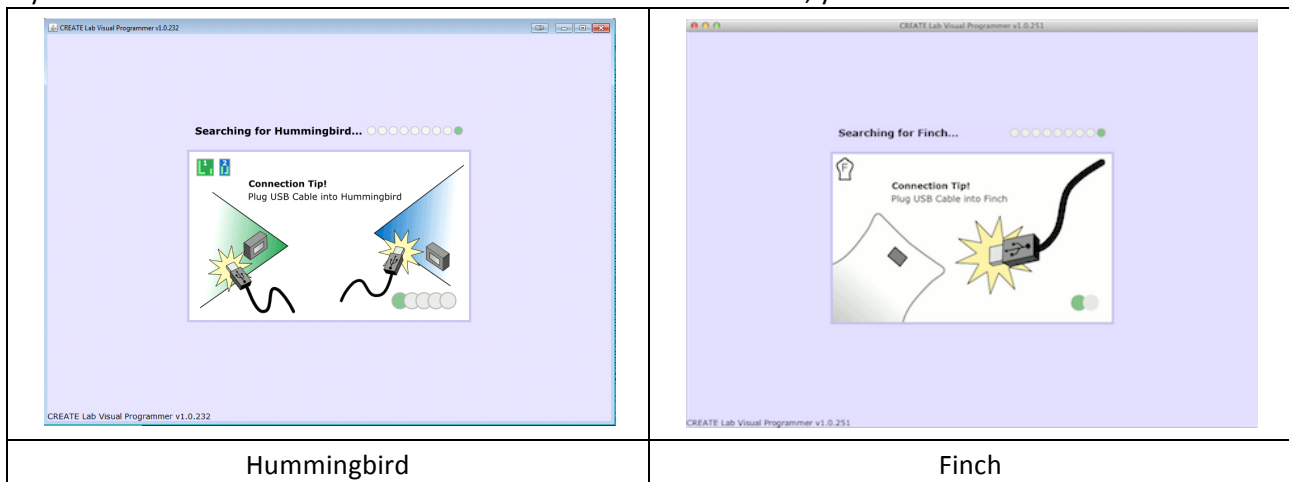 CREATE Lab Visual Programmer v1.0.232
Searching for Hummingbird...
1
2
Connection Tip!
Plug USB Cable into Hummingbird
CREATE Lab Visual Programmer v1.0.232
Hummingbird
CREATE Lab Visual Programmer v1.0.251
Searching for Finch...
F
Connection Tip!
Plug USB Cable into Finch
CREATE Lab Visual Programmer v1.0.251
Finch